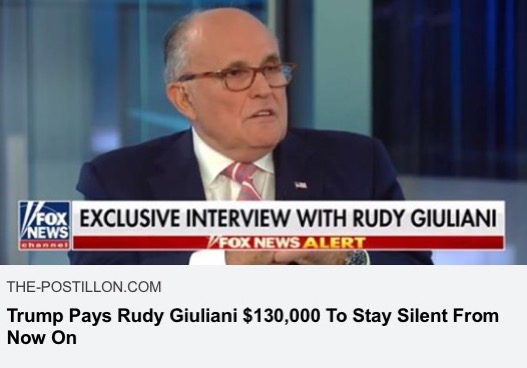 FOX
NEWS
channel
EXCLUSIVE INTERVIEW WITH RUDY GIULIANI
FOX NEWS ALERT
THE-POSTILLON.COM
Trump Pays Rudy Giuliani $130,000 To Stay Silent From
Now On